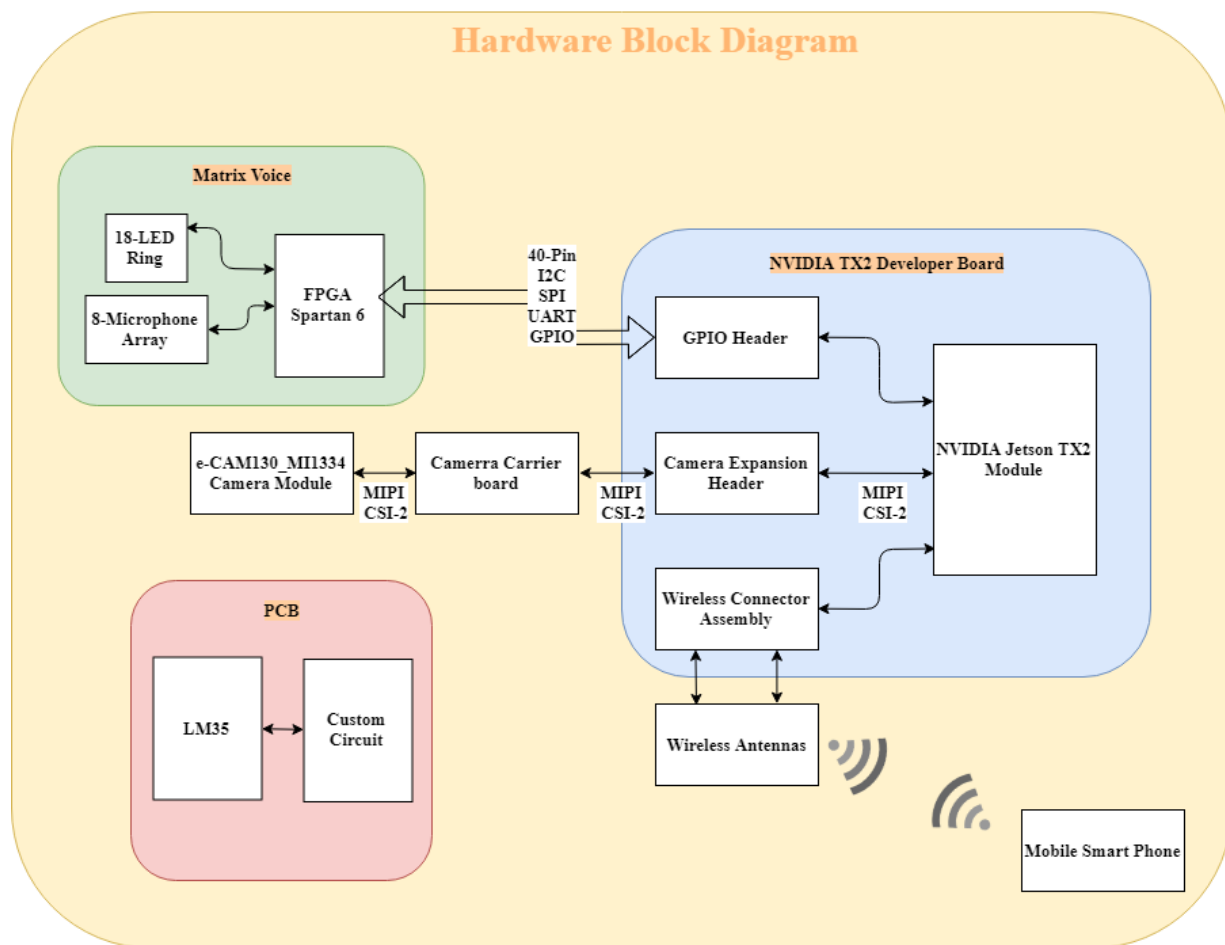 Hardware Block Diagram
Matrix Voice
18-LED
Ring
8-Microphone
Array
FPGA
Spartan 6
40-Pin
I2C
SPI
UART
GPIO
NVIDIA TX2 Developer Board
GPIO Header
NVIDIA Jetson TX2
Module
e-CAM130_MI1334
Camera Module
MIPI
CSI-2
Camerra Carrier
board
MIPI
CSI-2
Camera Expansion
Header
MIPI
CSI-2
Wireless Connector
Assembly
Wireless Antennas
PCB
LM35
Custom
Circuit
Mobile Smart Phone